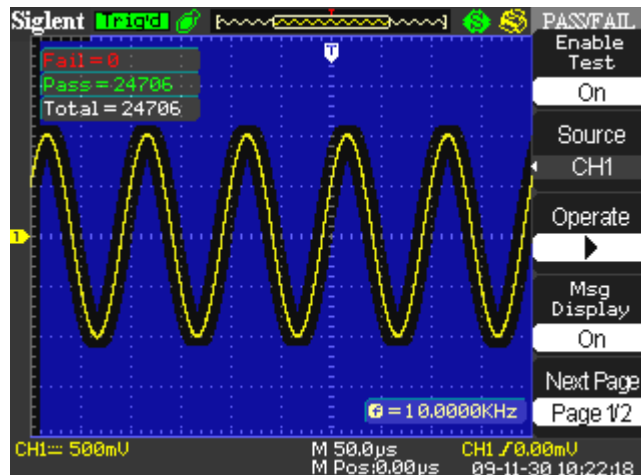 Siglent Trig'd PASS/FAIL
T
Fail = 0
Pass = 24706
Total = 24706
Enable
Test
On
Source
CH1
Operate
1
Msg
Display
On
Next Page
Page 1/2
f = 10.0000KHz
CH1 500mV M 50.0µs CH1 0.00mV
M Pos:0.00µs 09-11-30 10:22:18